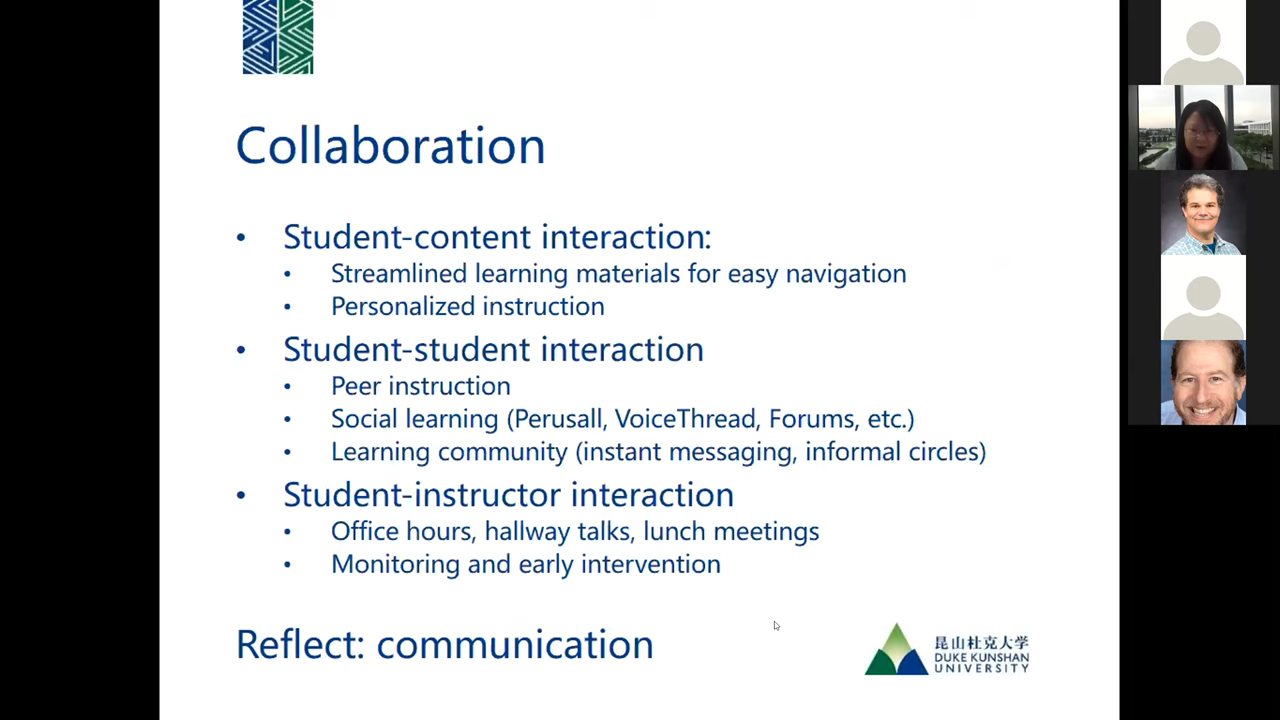 Collaboration
• Student-content interaction:
• Streamlined learning materials for easy navigation
• Personalized instruction
• Student-student interaction
• Peer instruction
• Social learning (Perusall, VoiceThread, Forums, etc.)
• Learning community (instant messaging, informal circles)
• Student-instructor interaction
• Office hours, hallway talks, lunch meetings
• Monitoring and early intervention
Reflect: communication
昆山杜克大学
DUKE KUNSHAN
UNIVERSITY